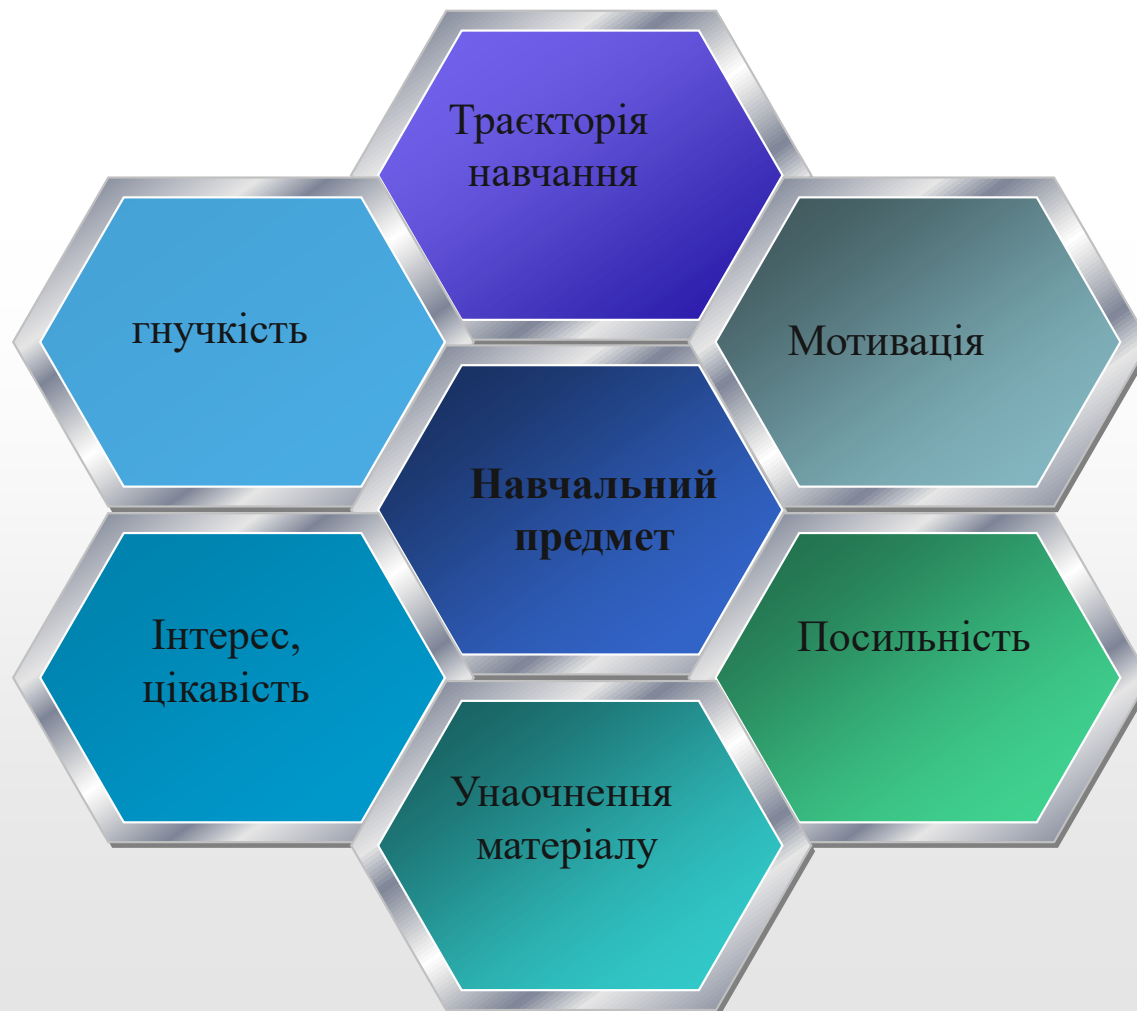 Траєкторія
навчання
гнучкість
Мотивація
Навчальний
предмет
Інтерес,
цікавість
Посильність
Унаочнення
матеріалу